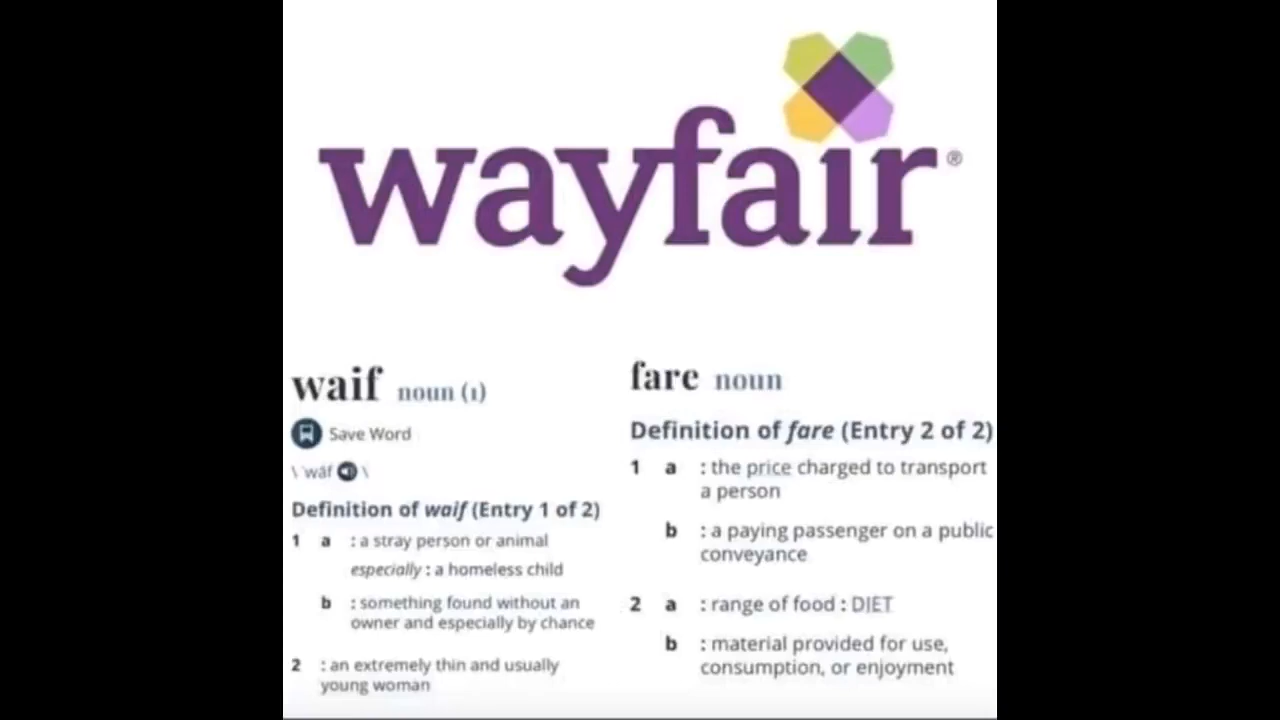 wayfair®
waif noun (1)
Save Word
\ ˈwāf \
Definition of waif (Entry 1 of 2)
1 a : a stray person or animal
especially : a homeless child
b : something found without an
owner and especially by chance
2 : an extremely thin and usually
young woman
fare noun
Definition of fare (Entry 2 of 2)
1 a : the price charged to transport
a person
b : a paying passenger on a public
conveyance
2 a : range of food : DIET
b : material provided for use,
consumption, or enjoyment